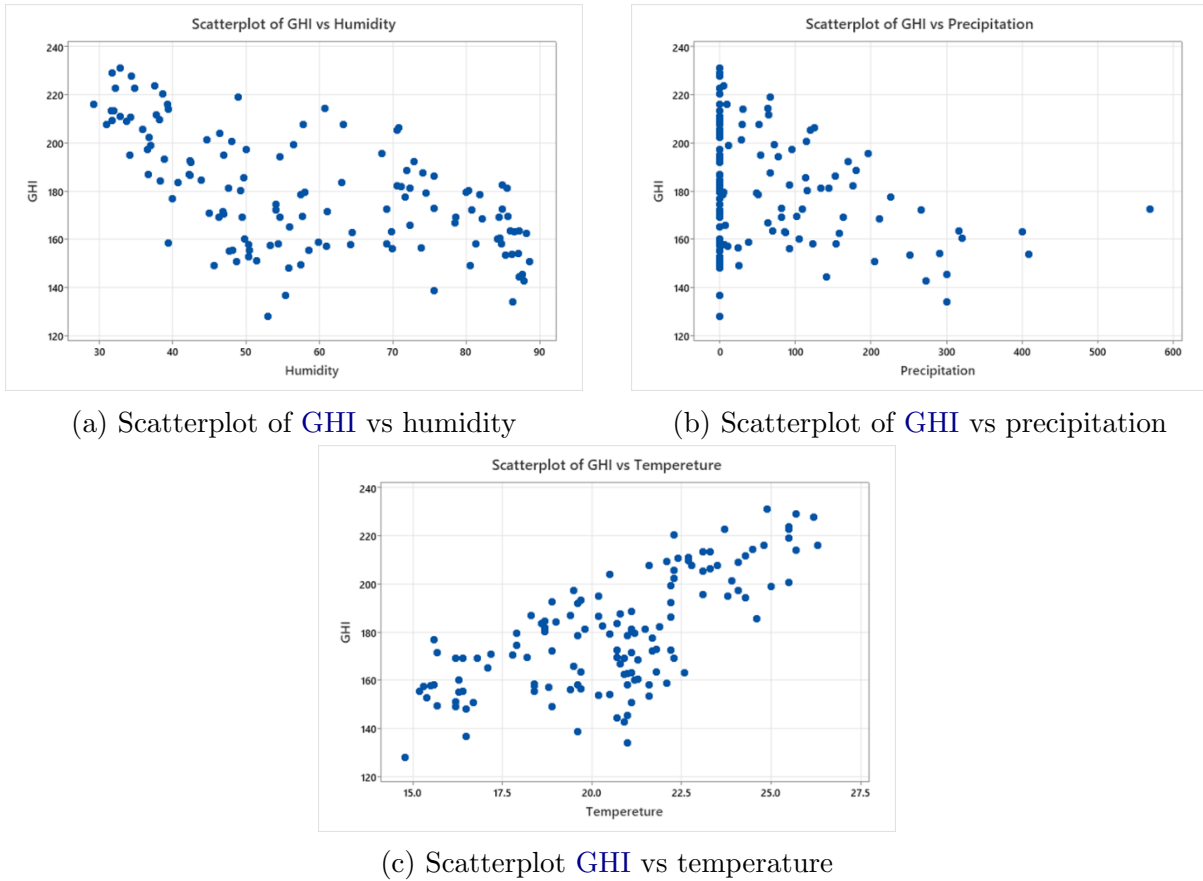 Scatterplot of GHI vs Humidity
240
220
200
180
160
140
120
GHI
30 40 50 60 70 80 90
Humidity
(a) Scatterplot of GHI vs humidity
Scatterplot of GHI vs Precipitation
240
220
200
180
160
140
120
GHI
0 100 200 300 400 500 600
Precipitation
(b) Scatterplot of GHI vs precipitation
Scatterplot of GHI vs Tempereture
240
220
200
180
160
140
120
GHI
15.0 17.5 20.0 22.5 25.0 27.5
Tempereture
(c) Scatterplot GHI vs temperature